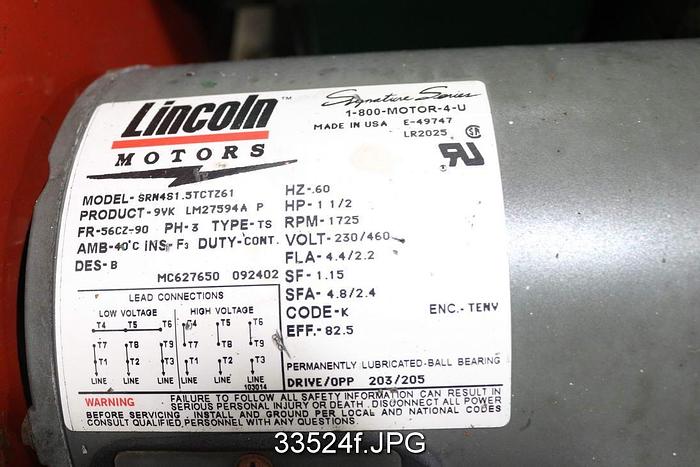 Lincoln™
MOTORS
Signature Series
1-800-MOTOR-4-U
MADE IN USA E-49747
LR2025
MODEL- SRN4S1.5TCTZ61
PRODUCT-9VK LM27594A P
FR-56CZ-90 PH-3 TYPE-TS
AMB-40°C INS-F3 DUTY-CONT.
DES-B
MC627650 092402
HZ-60
HP-1 1/2
RPM-1725
VOLT-230/460
FLA-4.4/2.2
SF-1.15
SFA-4.8/2.4
CODE-K
EFF.-82.5
ENC.-TENV
LEAD CONNECTIONS
LOW VOLTAGE HIGH VOLTAGE
T4 T5 T6 T4 T5 T6
T7 T8 T9 T7 T8 T9
T1 T2 T3 T1 T2 T3
LINE LINE LINE LINE LINE LINE
103014
PERMANENTLY LUBRICATED-BALL BEARING
DRIVE/OPP 203/205
WARNING FAILURE TO FOLLOW ALL SAFETY INFORMATION CAN RESULT IN
SERIOUS PERSONAL INJURY OR DEATH. DISCONNECT ALL POWER
BEFORE SERVICING. INSTALL AND GROUND PER LOCAL AND NATIONAL CODES
CONSULT QUALIFIED PERSONNEL WITH ANY QUESTIONS.
33524f.JPG